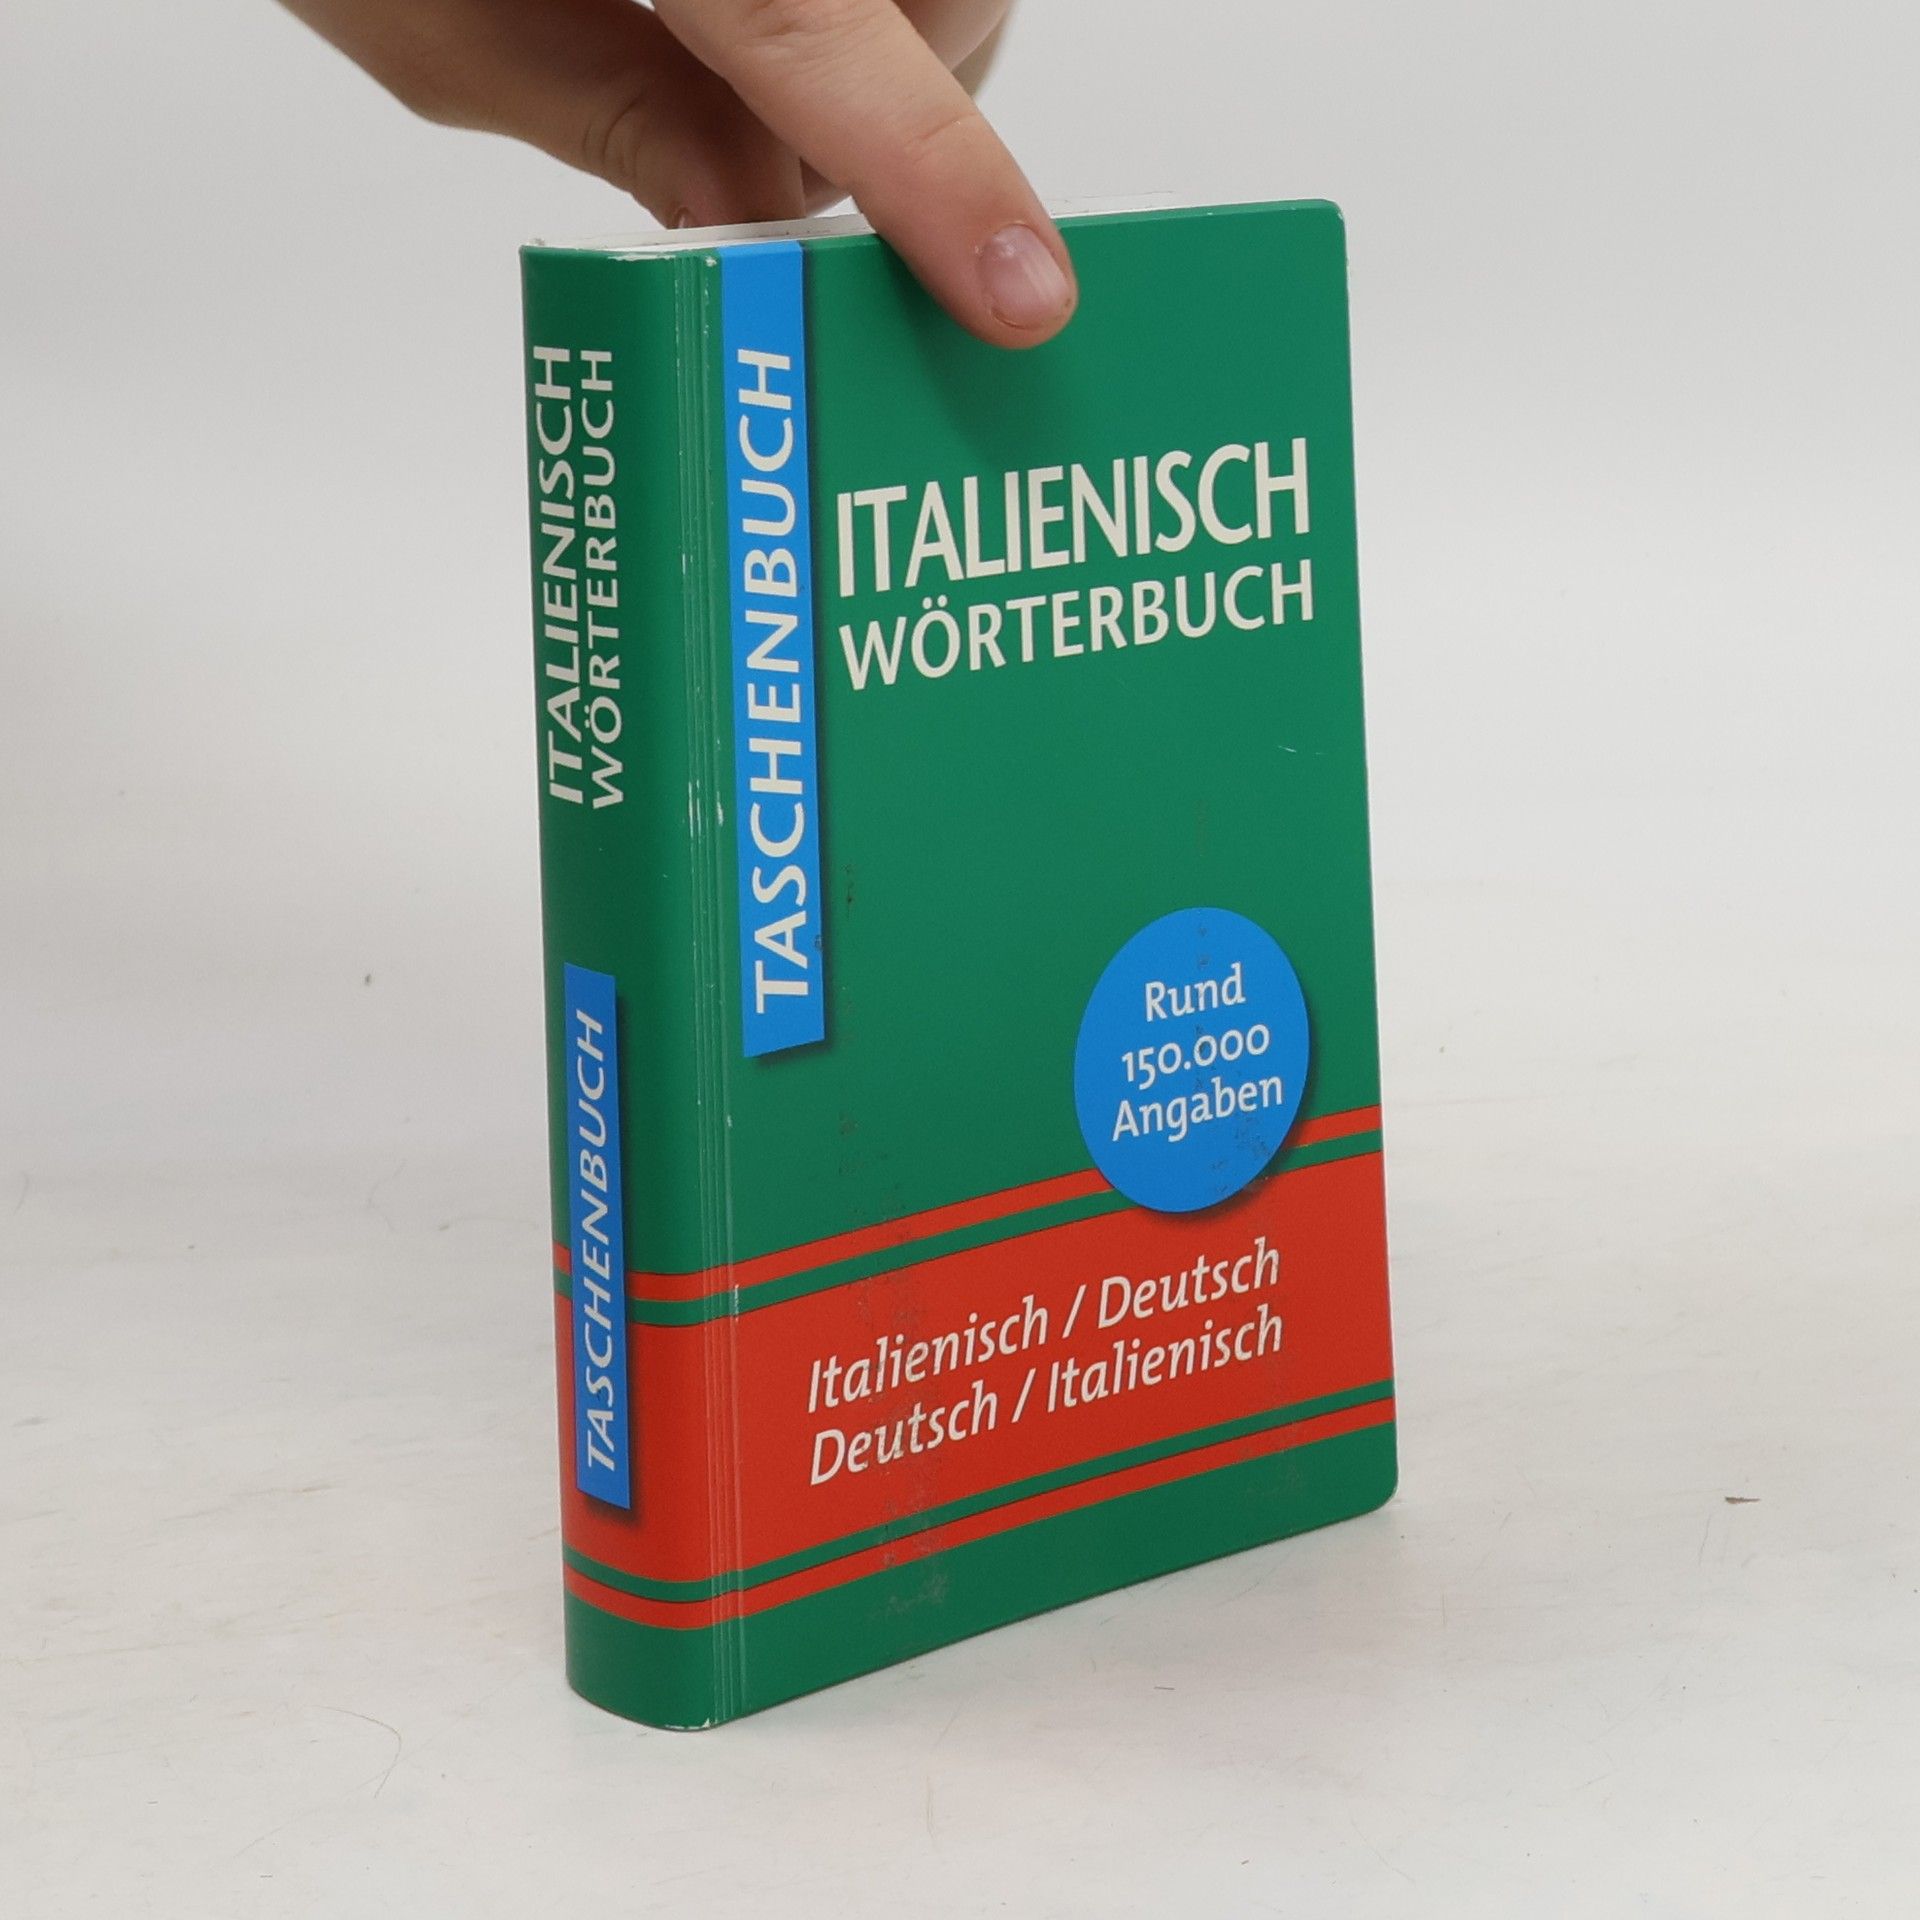 ITALIENISCH
WÖRTERBUCH
TASCHENBUCH
TASCHENBUCH
ITALIENISCH
WÖRTERBUCH
Rund
150.000
Angaben
Italienisch / Deutsch
Deutsch / Italienisch